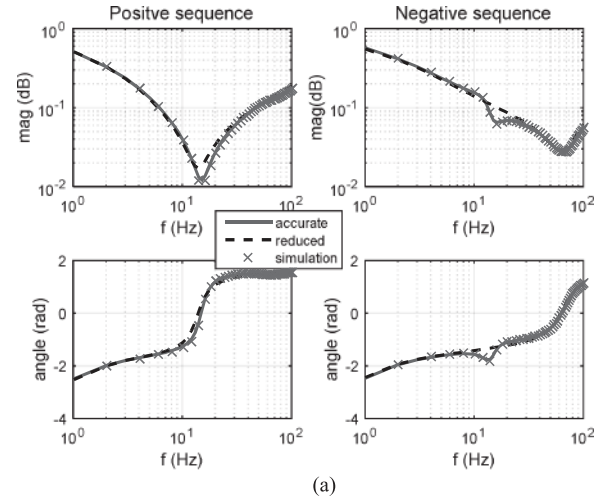 Positve sequence
Negative sequence
mag (dB)
10^0
10^-1
10^-2
10^0
10^1
10^2
f (Hz)
mag(dB)
10^0
10^-1
10^-2
10^0
10^1
10^2
f (Hz)
accurate
reduced
simulation
angle (rad)
2
0
-2
-4
10^0
10^1
10^2
f (Hz)
angle (rad)
2
0
-2
-4
10^0
10^1
10^2
f (Hz)
(a)